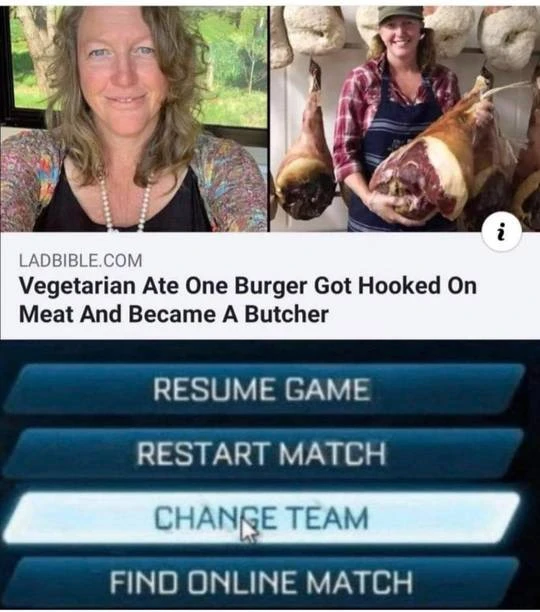 i
LADBIBLE.COM
Vegetarian Ate One Burger Got Hooked On
Meat And Became A Butcher
RESUME GAME
RESTART MATCH
CHANGE TEAM
FIND ONLINE MATCH